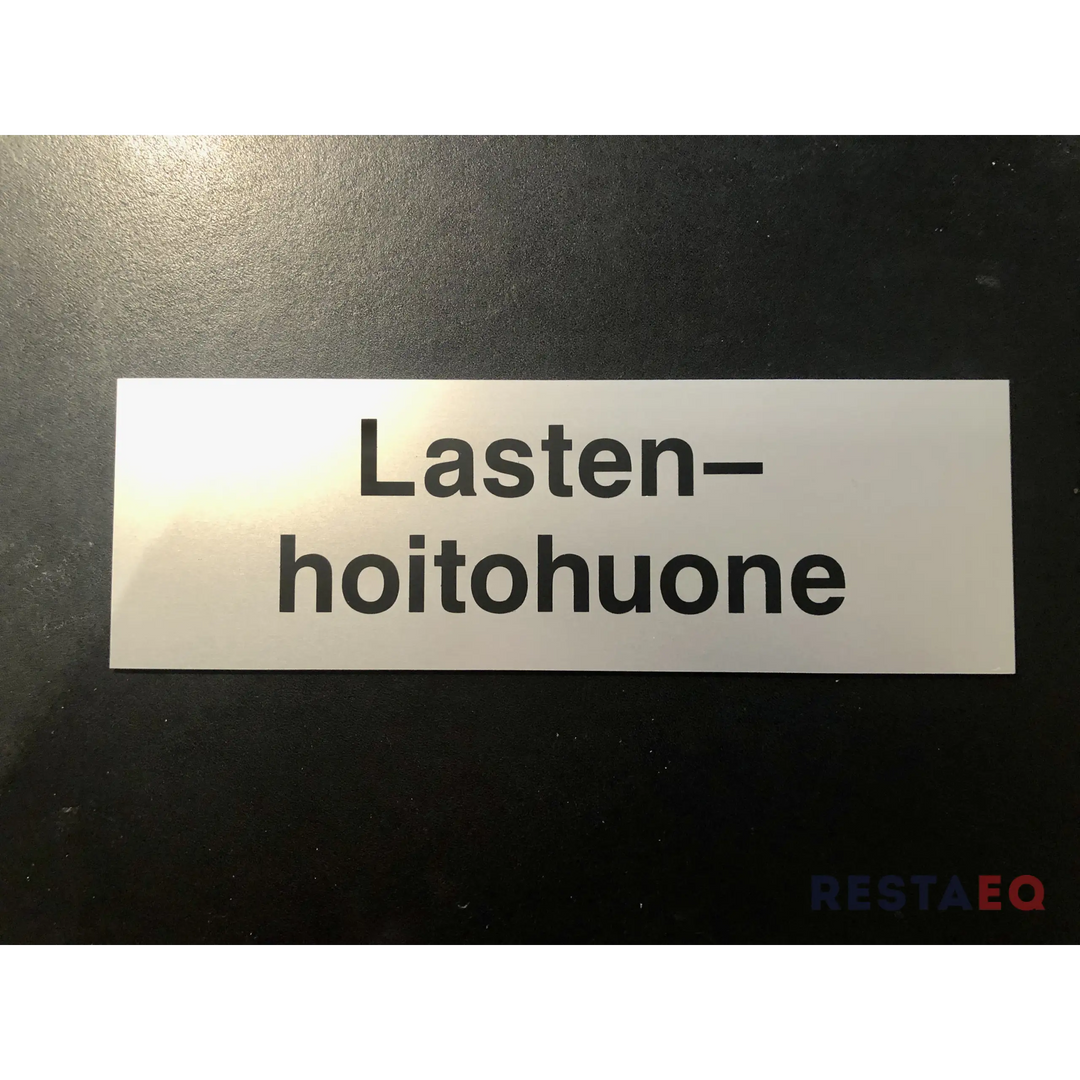 Lasten–
hoitohuone
RESTAEQ